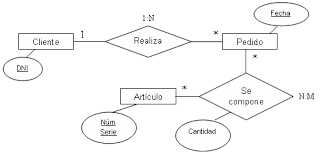 Fecha
1:N
Cliente
1
Realiza
*
Pedido
*
DNI
Artículo
*
Se
compone
N:M
Núm
Serie
Cantidad